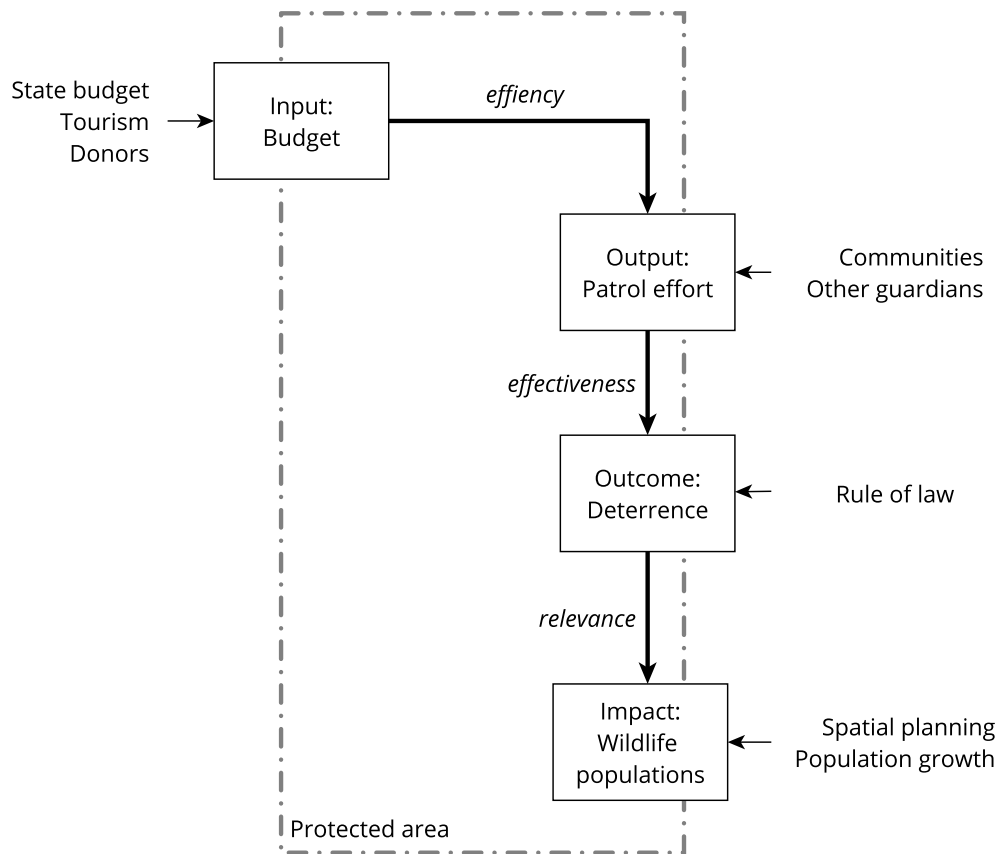 State budget
Tourism
Donors
Input:
Budget
effiency
Output:
Patrol effort
Communities
Other guardians
effectiveness
Outcome:
Deterrence
Rule of law
relevance
Impact:
Wildlife
populations
Spatial planning
Population growth
Protected area